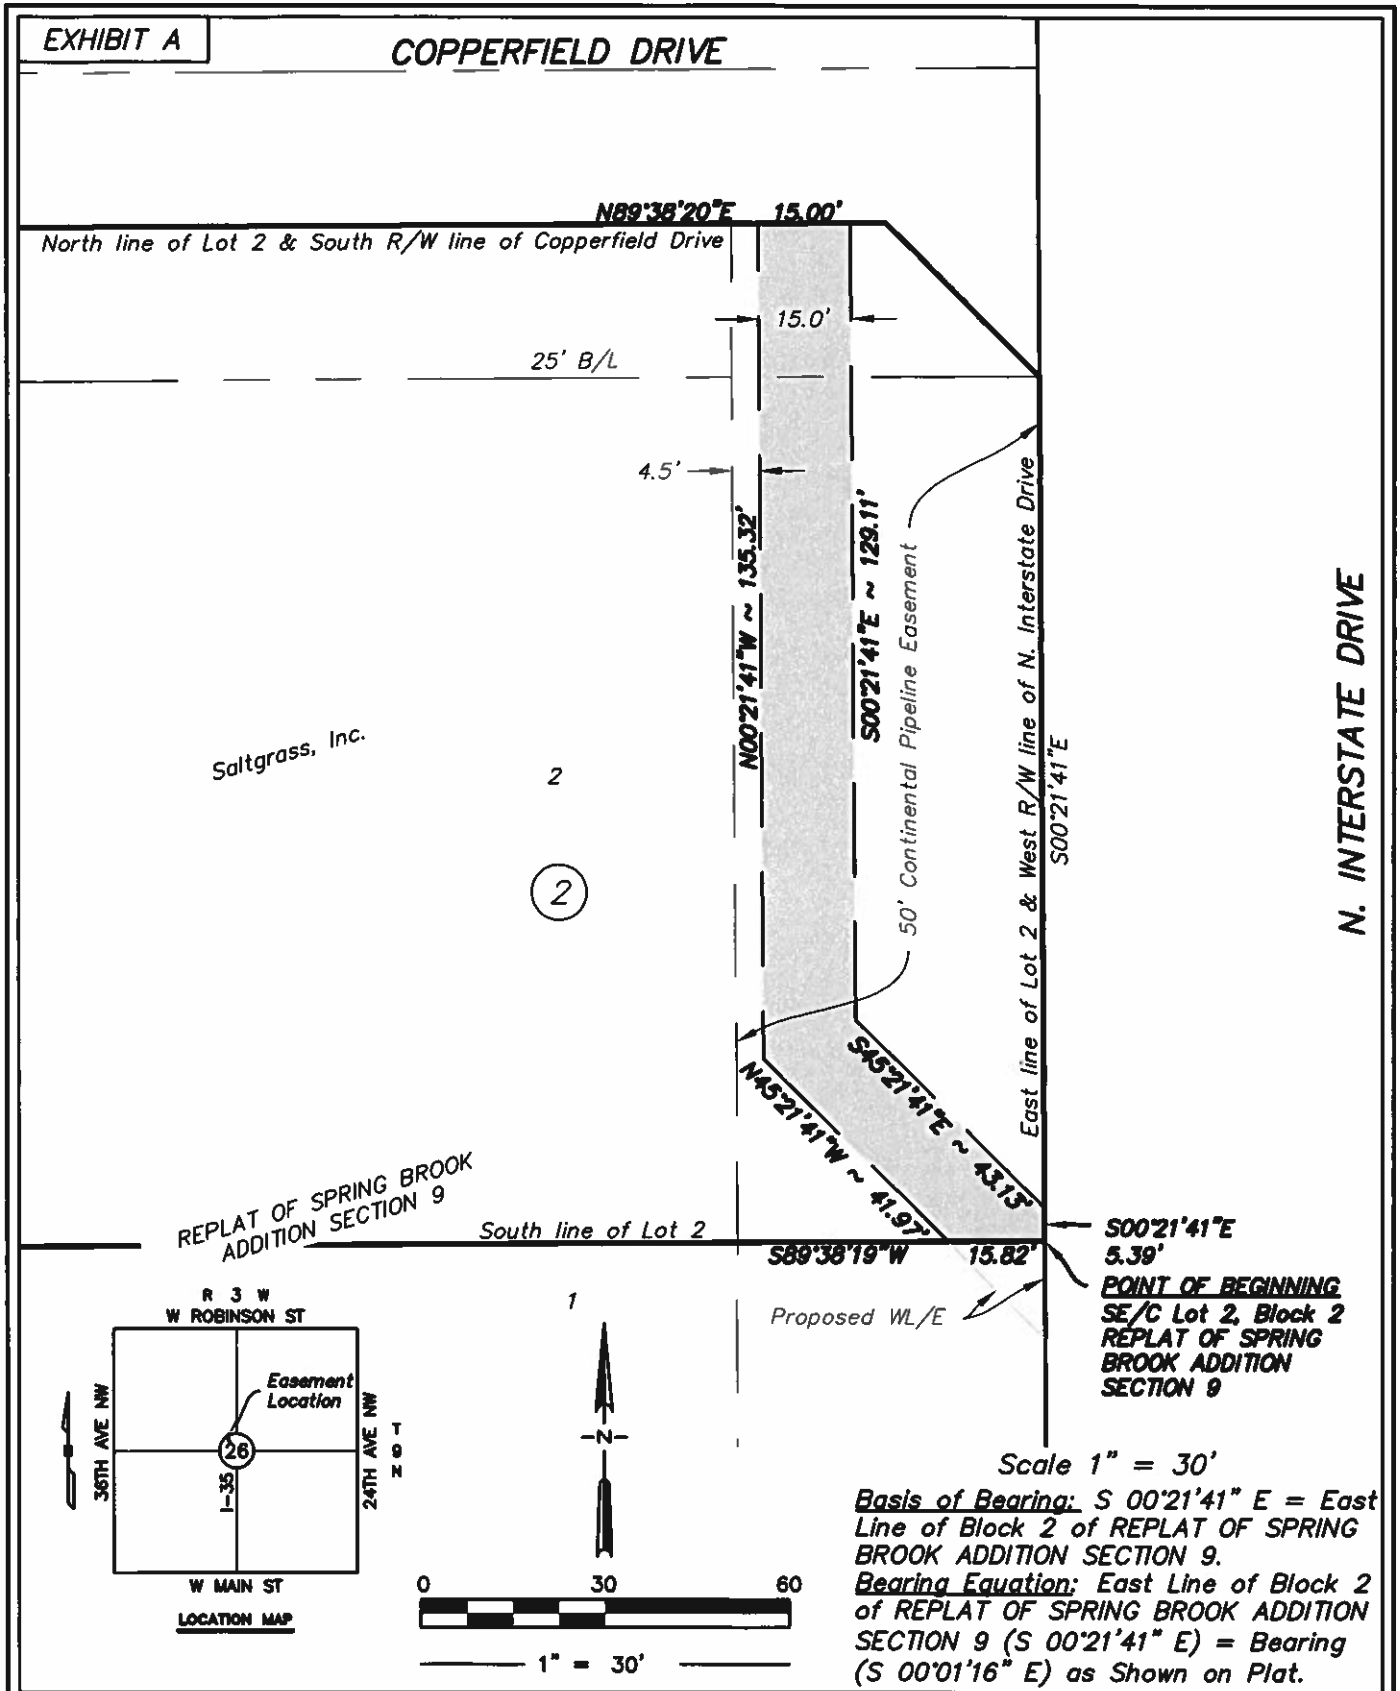 EXHIBIT A
COPPERFIELD DRIVE
N89°38'20"E 15.00'
North line of Lot 2 & South R/W line of Copperfield Drive
15.0'
25' B/L
4.5'
N00°21'41"W ~ 135.32'
S00°21'41"E ~ 129.11'
50' Continental Pipeline Easement
East line of Lot 2 & West R/W line of N. Interstate Drive
S00°21'41"E
N. INTERSTATE DRIVE
Saltgrass, Inc.
2
2
N45°21'41"W ~ 41.97'
S45°21'41"E ~ 43.13'
REPLAT OF SPRING BROOK
ADDITION SECTION 9
South line of Lot 2
S89°38'19"W 15.82'
S00°21'41"E
5.39'
POINT OF BEGINNING
SE/C Lot 2, Block 2
REPLAT OF SPRING
BROOK ADDITION
SECTION 9
1
Proposed WL/E
R 3 W
W ROBINSON ST
Easement
Location
36TH AVE NW
26
I-35
24TH AVE NW
T
9
N
W MAIN ST
LOCATION MAP
-N-
0 30 60
1" = 30'
Scale 1" = 30'
Basis of Bearing: S 00°21'41" E = East
Line of Block 2 of REPLAT OF SPRING
BROOK ADDITION SECTION 9.
Bearing Equation: East Line of Block 2
of REPLAT OF SPRING BROOK ADDITION
SECTION 9 (S 00°21'41" E) = Bearing
(S 00°01'16" E) as Shown on Plat.